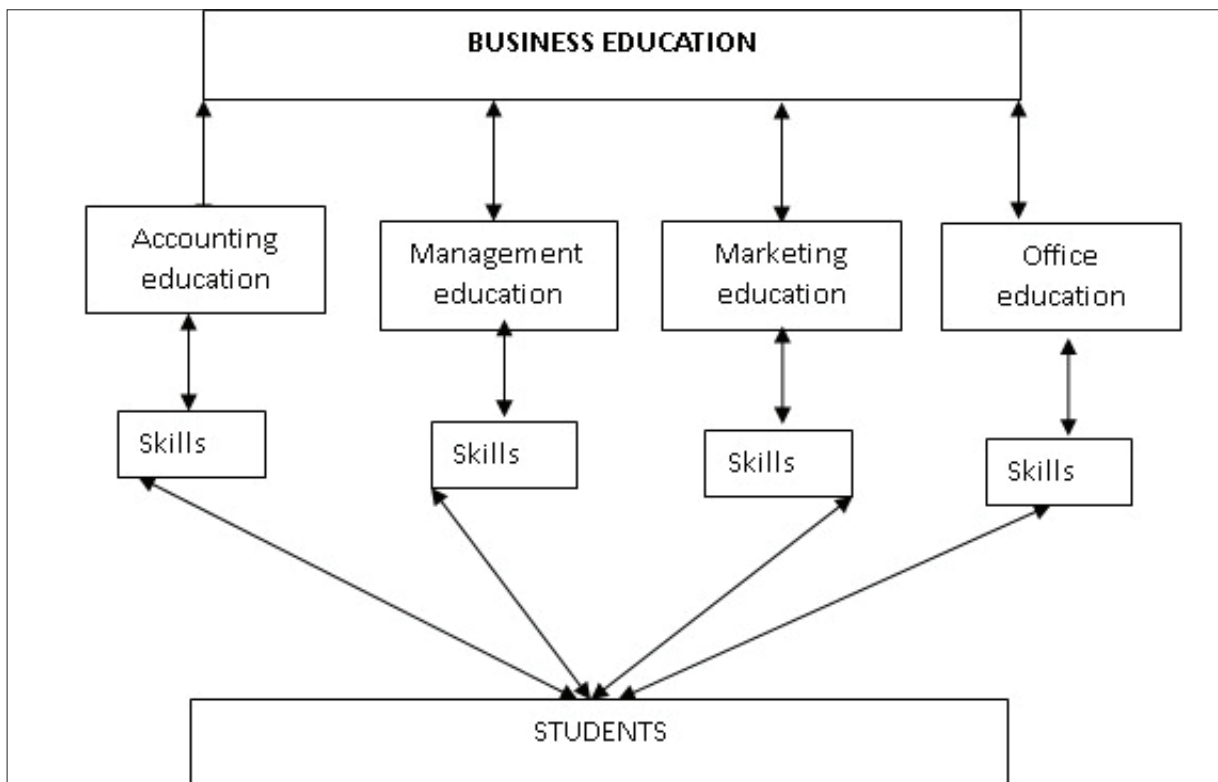 BUSINESS EDUCATION
Accounting
education
Management
education
Marketing
education
Office
education
Skills
Skills
Skills
Skills
STUDENTS